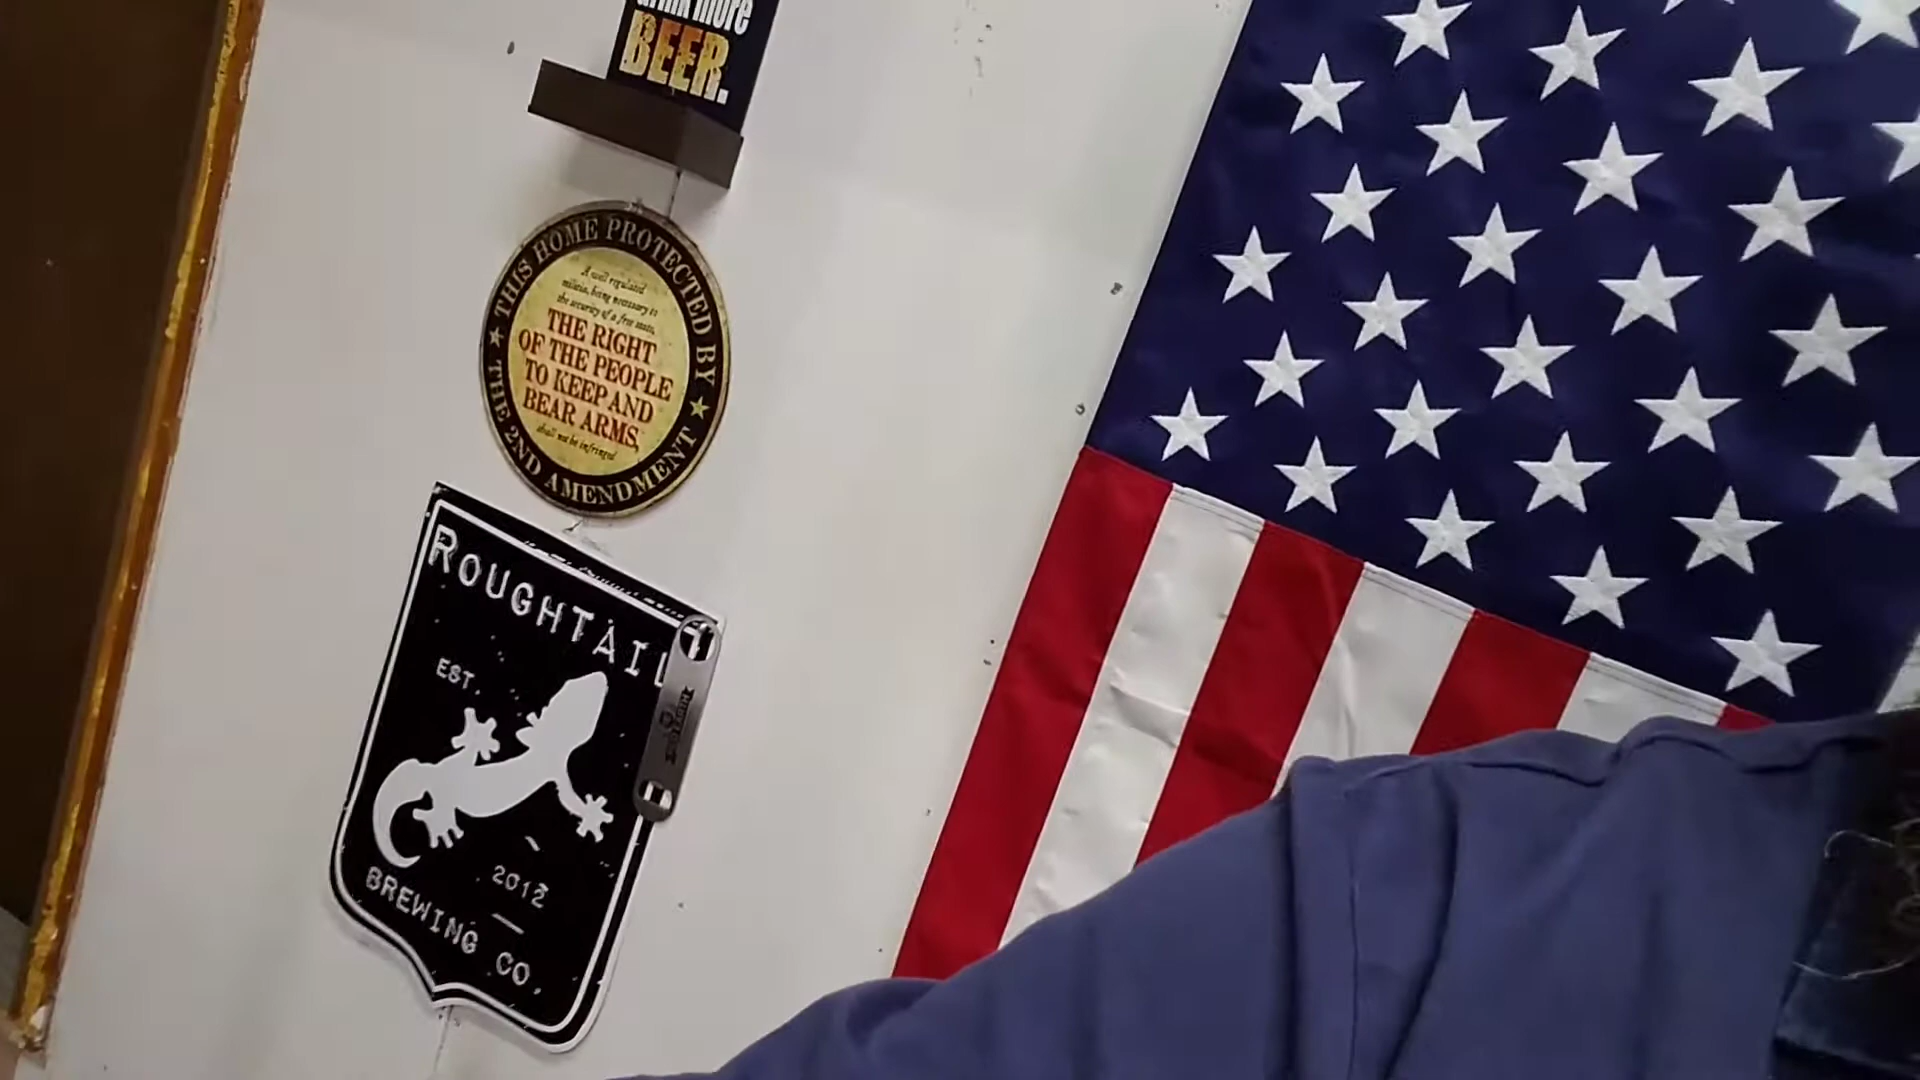 drink more
BEER.
THIS HOME PROTECTED BY
THE 2ND AMENDMENT
A well regulated
militia, being necessary to
the security of a free state,
THE RIGHT
OF THE PEOPLE
TO KEEP AND
BEAR ARMS,
shall not be infringed
ROUGHTAIL
EST.
2012
BREWING CO.